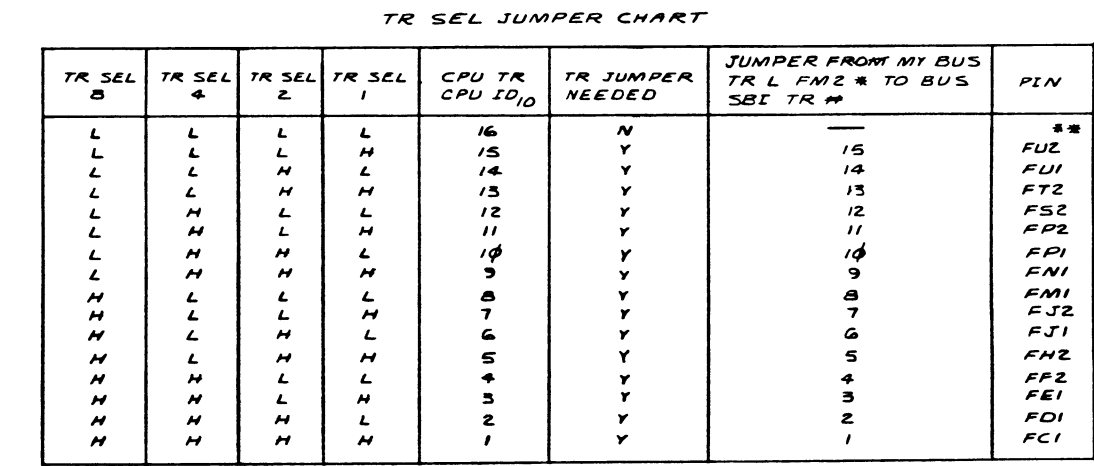 TR SEL JUMPER CHART
TR SEL 8 | TR SEL 4 | TR SEL 2 | TR SEL 1 | CPU TR CPU ID10 | TR JUMPER NEEDED | JUMPER FROM MY BUS TR L FM2 * TO BUS SBI TR # | PIN
L L L L 16 N — **
L L L H 15 Y 15 FU2
L L H L 14 Y 14 FU1
L L H H 13 Y 13 FT2
L H L L 12 Y 12 FS2
L H L H 11 Y 11 FP2
L H H L 10 Y 10 FP1
L H H H 9 Y 9 FN1
H L L L 8 Y 8 FM1
H L L H 7 Y 7 FJ2
H L H L 6 Y 6 FJ1
H L H H 5 Y 5 FH2
H H L L 4 Y 4 FF2
H H L H 3 Y 3 FE1
H H H L 2 Y 2 FD1
H H H H 1 Y 1 FC1